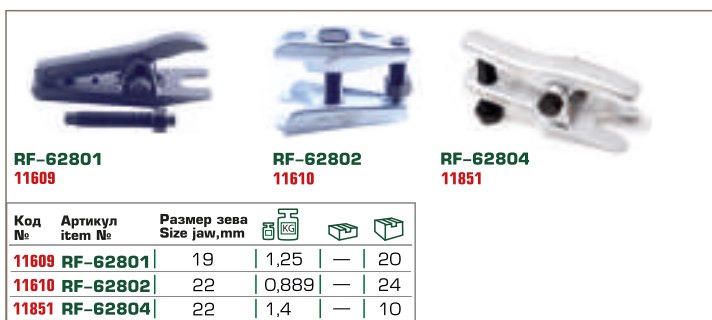 RF-62801 RF-62802 RF-62804
11609 11610 11851
Код Артикул Размер зева KG
№ item № Size jaw,mm
11609 RF-62801 19 1,25 — 20
11610 RF-62802 22 0,889 — 24
11851 RF-62804 22 1,4 — 10